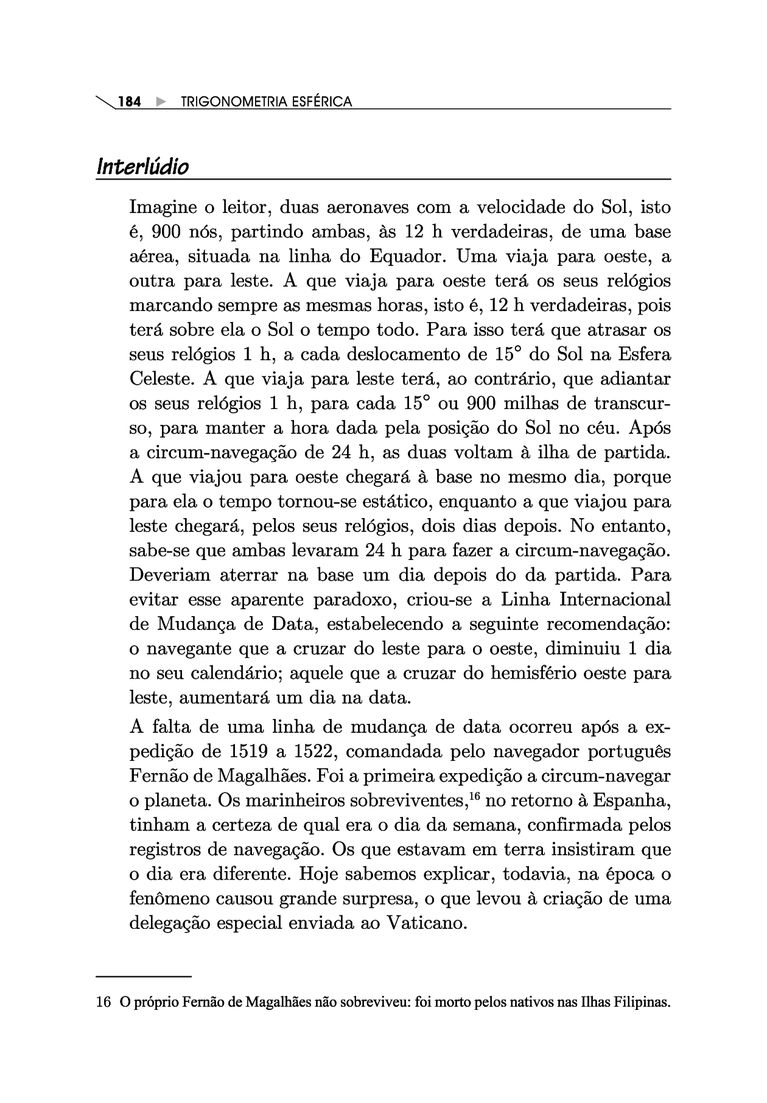 184 ► TRIGONOMETRIA ESFÉRICA
Interlúdio
Imagine o leitor, duas aeronaves com a velocidade do Sol, isto
é, 900 nós, partindo ambas, às 12 h verdadeiras, de uma base
aérea, situada na linha do Equador. Uma viaja para oeste, a
outra para leste. A que viaja para oeste terá os seus relógios
marcando sempre as mesmas horas, isto é, 12 h verdadeiras, pois
terá sobre ela o Sol o tempo todo. Para isso terá que atrasar os
seus relógios 1 h, a cada deslocamento de 15° do Sol na Esfera
Celeste. A que viaja para leste terá, ao contrário, que adiantar
os seus relógios 1 h, para cada 15° ou 900 milhas de transcur-
so, para manter a hora dada pela posição do Sol no céu. Após
a circum-navegação de 24 h, as duas voltam à ilha de partida.
A que viajou para oeste chegará à base no mesmo dia, porque
para ela o tempo tornou-se estático, enquanto a que viajou para
leste chegará, pelos seus relógios, dois dias depois. No entanto,
sabe-se que ambas levaram 24 h para fazer a circum-navegação.
Deveriam aterrar na base um dia depois do da partida. Para
evitar esse aparente paradoxo, criou-se a Linha Internacional
de Mudança de Data, estabelecendo a seguinte recomendação:
o navegante que a cruzar do leste para o oeste, diminuiu 1 dia
no seu calendário; aquele que a cruzar do hemisfério oeste para
leste, aumentará um dia na data.
A falta de uma linha de mudança de data ocorreu após a ex-
pedição de 1519 a 1522, comandada pelo navegador português
Fernão de Magalhães. Foi a primeira expedição a circum-navegar
o planeta. Os marinheiros sobreviventes,16 no retorno à Espanha,
tinham a certeza de qual era o dia da semana, confirmada pelos
registros de navegação. Os que estavam em terra insistiram que
o dia era diferente. Hoje sabemos explicar, todavia, na época o
fenômeno causou grande surpresa, o que levou à criação de uma
delegação especial enviada ao Vaticano.
16 O próprio Fernão de Magalhães não sobreviveu: foi morto pelos nativos nas Ilhas Filipinas.